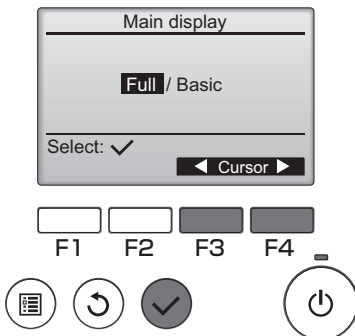 Main display
Full / Basic
Select: ✓
◀ Cursor ▶
F1 F2 F3 F4